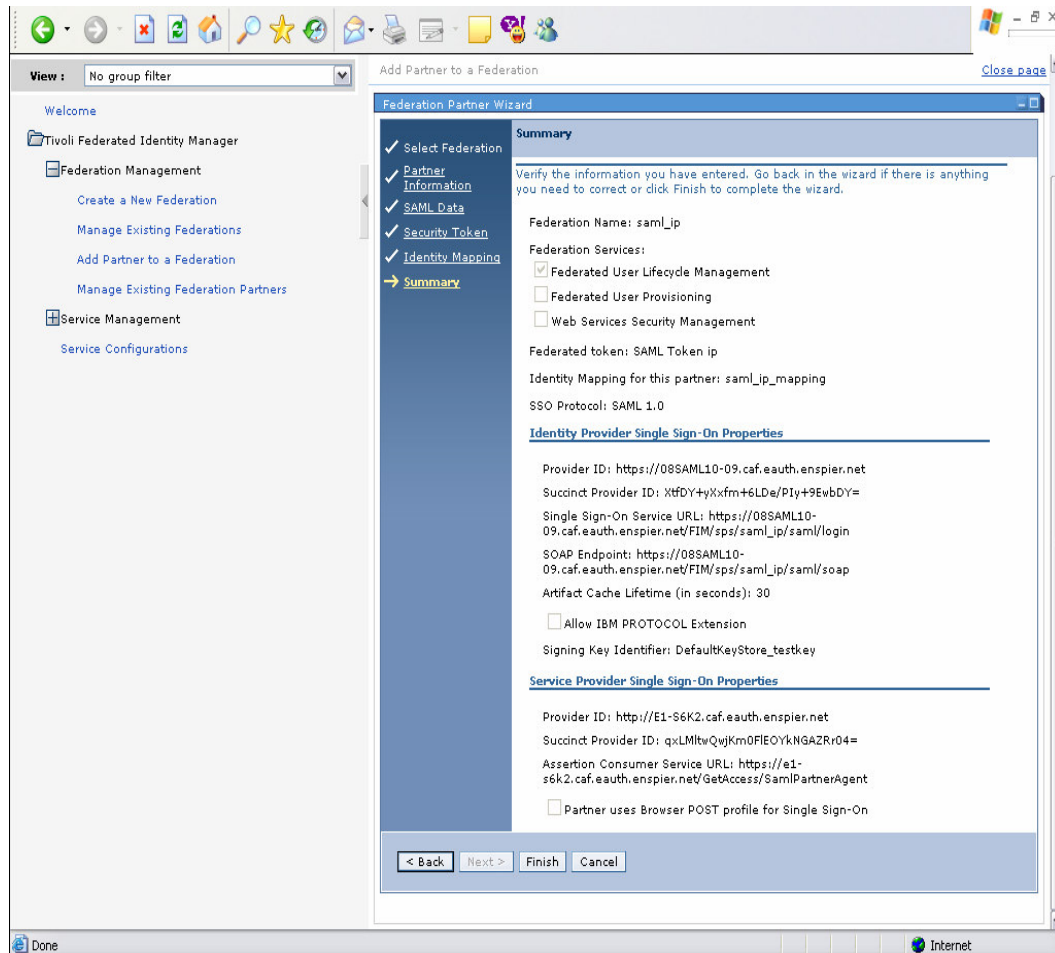 View : No group filter
Welcome
Tivoli Federated Identity Manager
Federation Management
Create a New Federation
Manage Existing Federations
Add Partner to a Federation
Manage Existing Federation Partners
Service Management
Service Configurations
Add Partner to a Federation
Close page
Federation Partner Wizard
Select Federation
Partner
Information
SAML Data
Security Token
Identity Mapping
Summary
Summary
Verify the information you have entered. Go back in the wizard if there is anything
you need to correct or click Finish to complete the wizard.
Federation Name: saml_ip
Federation Services:
Federated User Lifecycle Management
Federated User Provisioning
Web Services Security Management
Federated token: SAML Token ip
Identity Mapping for this partner: saml_ip_mapping
SSO Protocol: SAML 1.0
Identity Provider Single Sign-On Properties
Provider ID: https://08SAML10-09.caf.eauth.enspier.net
Succinct Provider ID: XtfDY+yXxfm+6LDe/PIy+9EwbDY=
Single Sign-On Service URL: https://08SAML10-
09.caf.eauth.enspier.net/FIM/sps/saml_ip/saml/login
SOAP Endpoint: https://08SAML10-
09.caf.eauth.enspier.net/FIM/sps/saml_ip/saml/soap
Artifact Cache Lifetime (in seconds): 30
Allow IBM PROTOCOL Extension
Signing Key Identifier: DefaultKeyStore_testkey
Service Provider Single Sign-On Properties
Provider ID: http://E1-S6K2.caf.eauth.enspier.net
Succinct Provider ID: qxLMltwQwjKm0FlEOYkNGAZRr04=
Assertion Consumer Service URL: https://e1-
s6k2.caf.eauth.enspier.net/GetAccess/SamlPartnerAgent
Partner uses Browser POST profile for Single Sign-On
< Back Next > Finish Cancel
Done
Internet